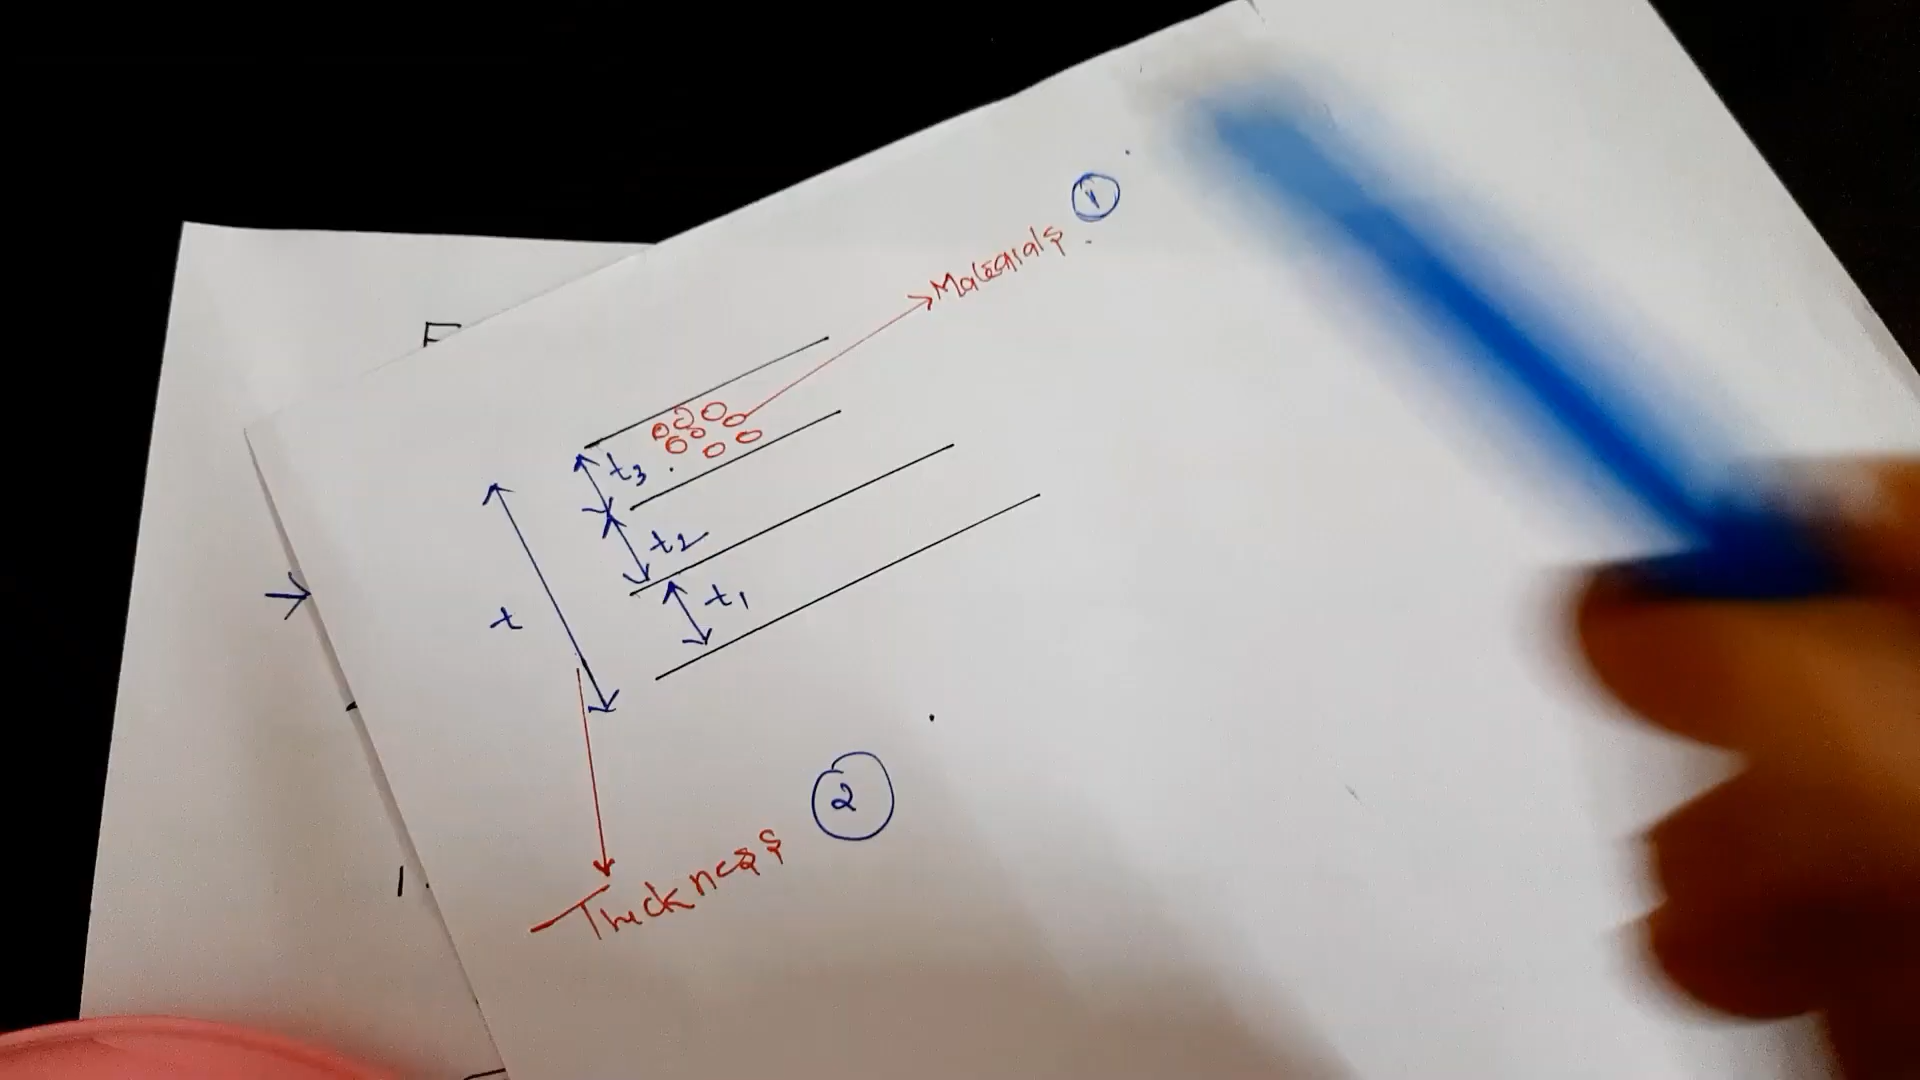 Materials ①
t3
t2
t1
t
Thickness ②